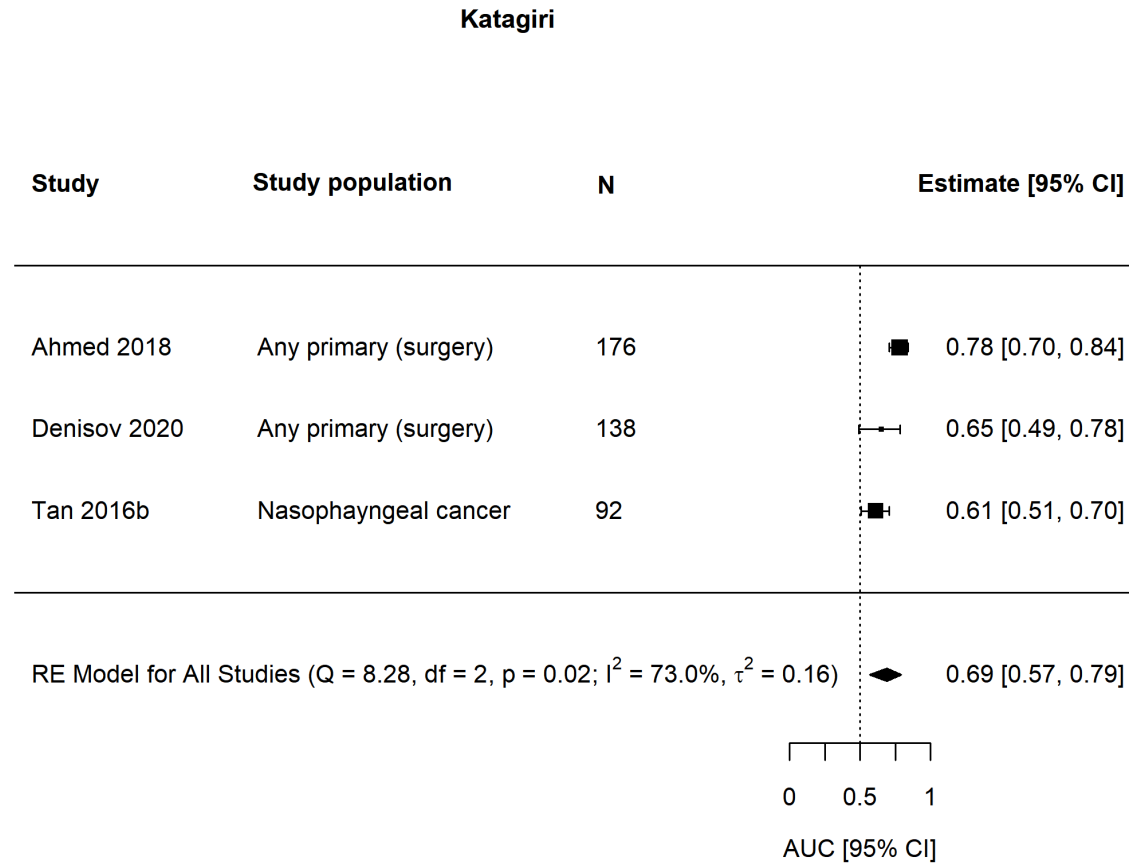 Katagiri
Study Study population N Estimate [95% CI]
Ahmed 2018 Any primary (surgery) 176 0.78 [0.70, 0.84]
Denisov 2020 Any primary (surgery) 138 0.65 [0.49, 0.78]
Tan 2016b Nasophayngeal cancer 92 0.61 [0.51, 0.70]
RE Model for All Studies (Q = 8.28, df = 2, p = 0.02; I² = 73.0%, τ² = 0.16) 0.69 [0.57, 0.79]
0 0.5 1
AUC [95% CI]